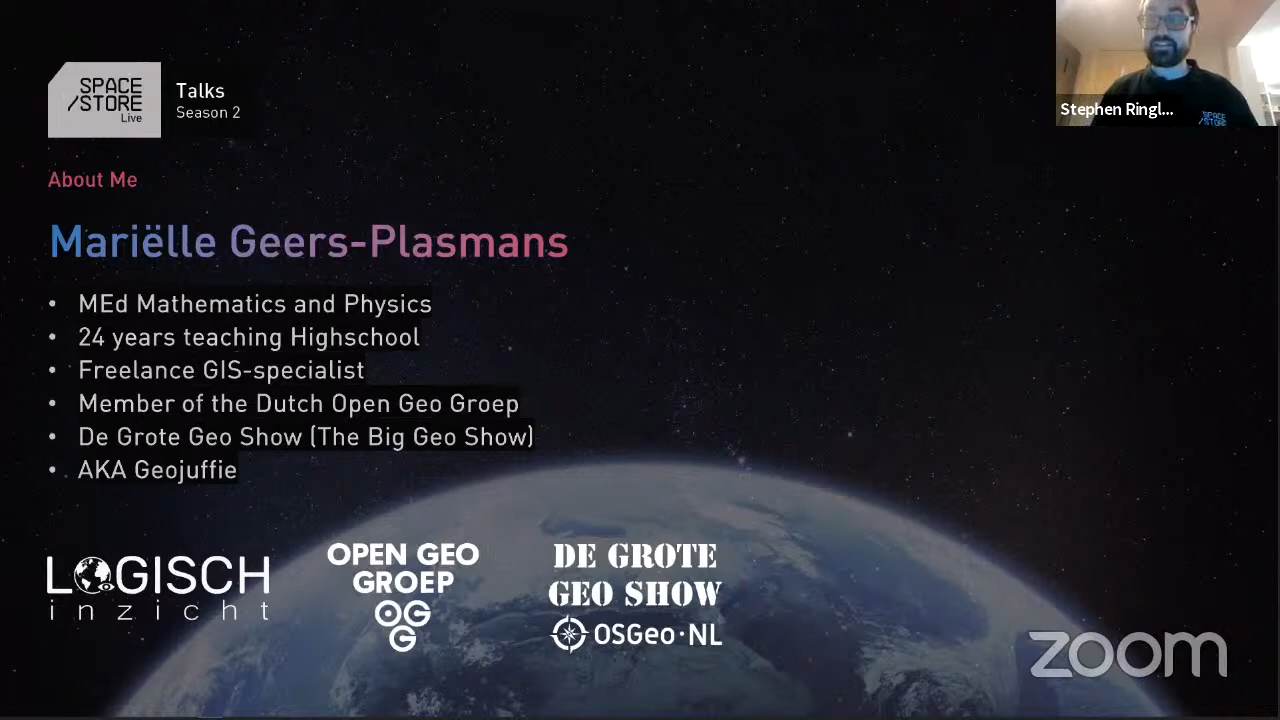 SPACE
/STORE
Live
Talks
Season 2
Stephen Ringl...
SPACE
/STORE
About Me
Mariëlle Geers-Plasmans
• MEd Mathematics and Physics
• 24 years teaching Highschool
• Freelance GIS-specialist
• Member of the Dutch Open Geo Groep
• De Grote Geo Show (The Big Geo Show)
• AKA Geojuffie
LOGISCH
inzicht
OPEN GEO
GROEP
OG
G
DE GROTE
GEO SHOW
OSGeo·NL
zoom